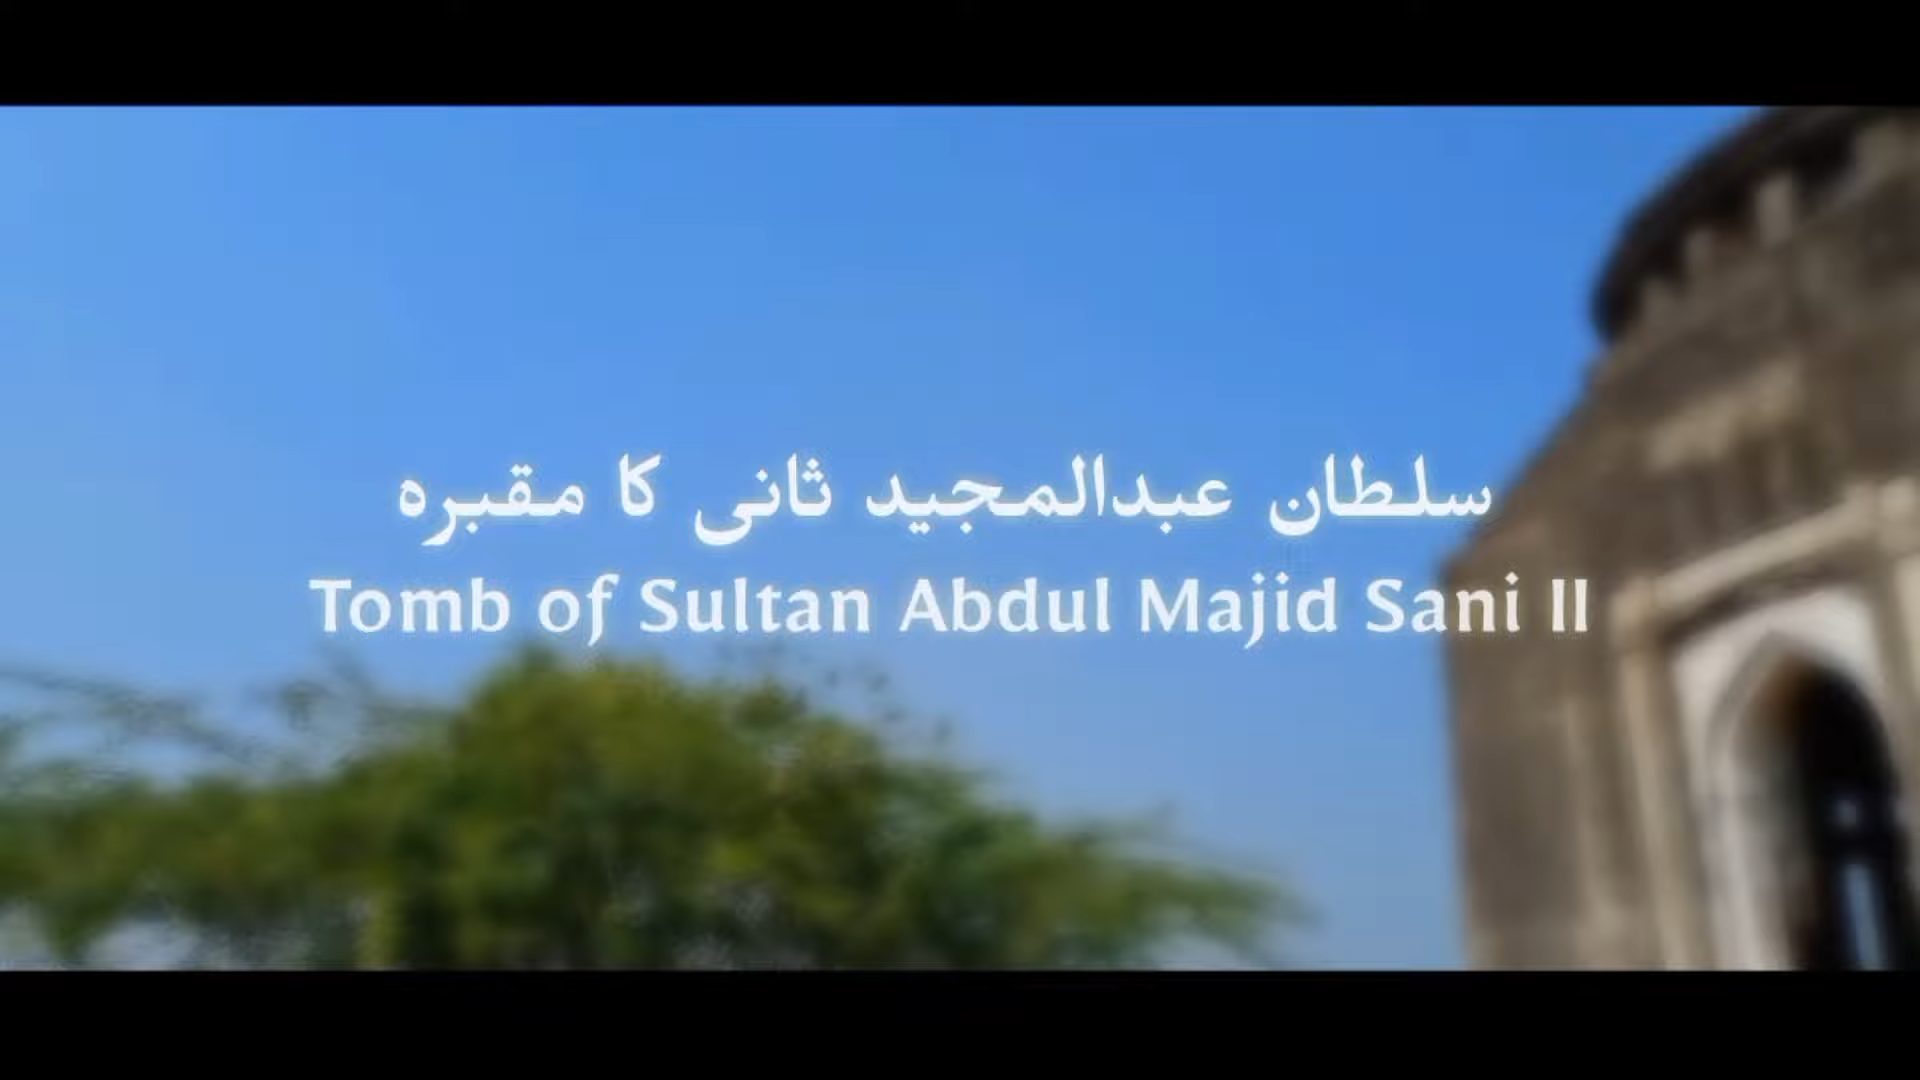 سلطان عبدالمجید ثانی کا مقبرہ
Tomb of Sultan Abdul Majid Sani II